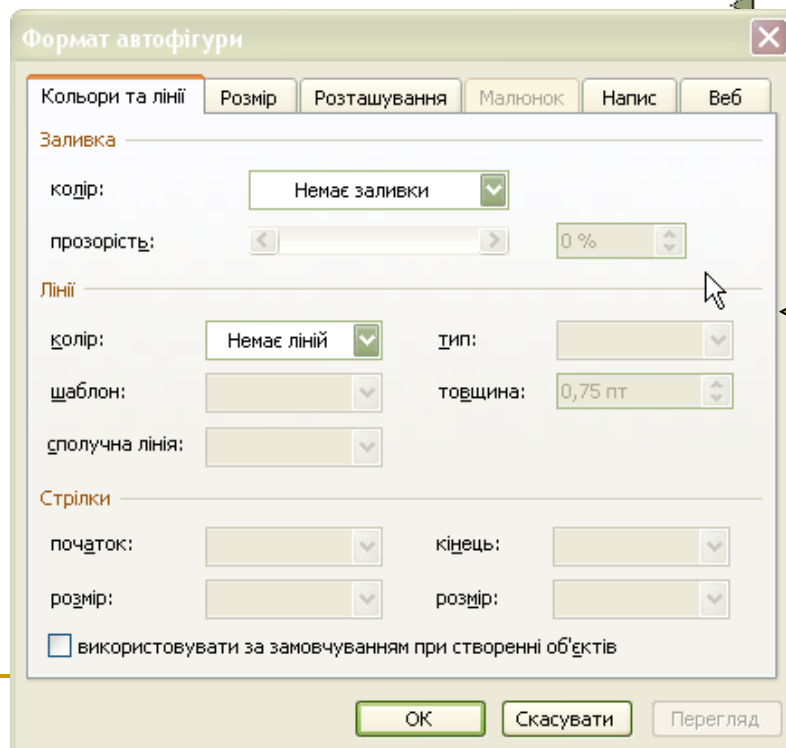 Формат автофігури
Кольори та лінії Розмір Розташування Малюнок Напис Веб
Заливка
колір: Немає заливки
прозорість: 0 %
Лінії
колір: Немає ліній тип:
шаблон: товщина: 0,75 пт
сполучна лінія:
Стрілки
початок: кінець:
розмір: розмір:
використовувати за замовчуванням при створенні об'єктів
ОК Скасувати Перегляд